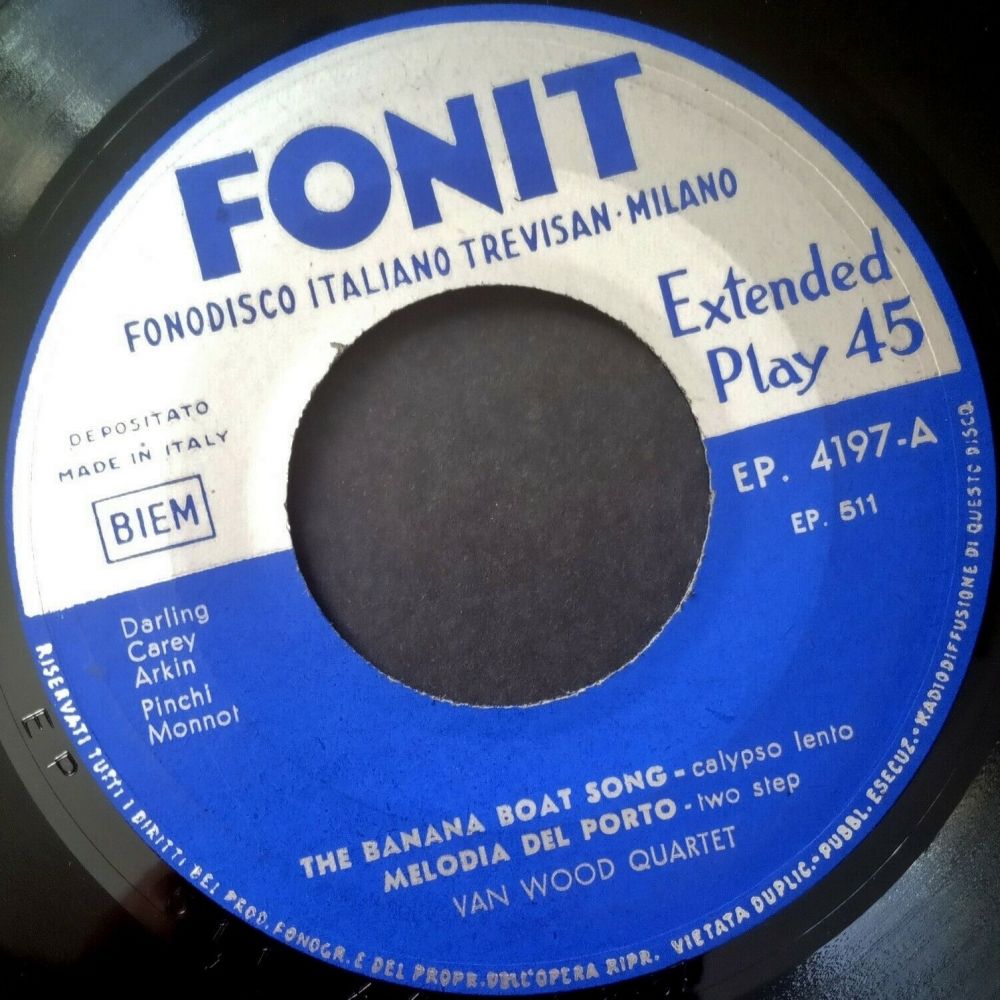 FONIT
FONODISCO ITALIANO TREVISAN · MILANO
Extended
Play 45
DEPOSITATO
MADE IN ITALY
BIEM
EP. 4197-A
EP. 511
Darling
Carey
Arkin
Pinchi
Monnot
THE BANANA BOAT SONG - calypso lento
MELODIA DEL PORTO - two step
VAN WOOD QUARTET
RISERVATI TUTTI I DIRITTI DEI PROD. FONOGR. E DEL PROPR. DELL'OPERA RIPR. VIETATA DUPLIC. • PUBBL. ESECUZ. • RADIODIFFUSIONE DI QUESTO DISCO.
EP